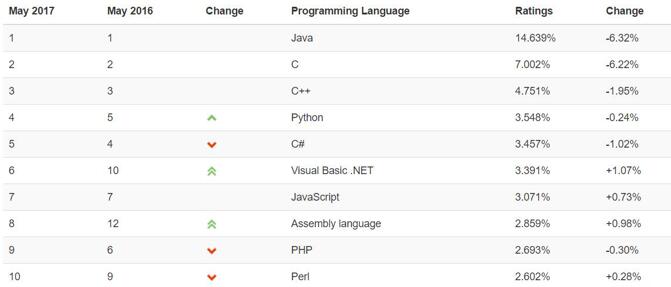 May 2017 May 2016 Change Programming Language Ratings Change
1 1 Java 14.639% -6.32%
2 2 C 7.002% -6.22%
3 3 C++ 4.751% -1.95%
4 5 Python 3.548% -0.24%
5 4 C# 3.457% -1.02%
6 10 Visual Basic .NET 3.391% +1.07%
7 7 JavaScript 3.071% +0.73%
8 12 Assembly language 2.859% +0.98%
9 6 PHP 2.693% -0.30%
10 9 Perl 2.602% +0.28%